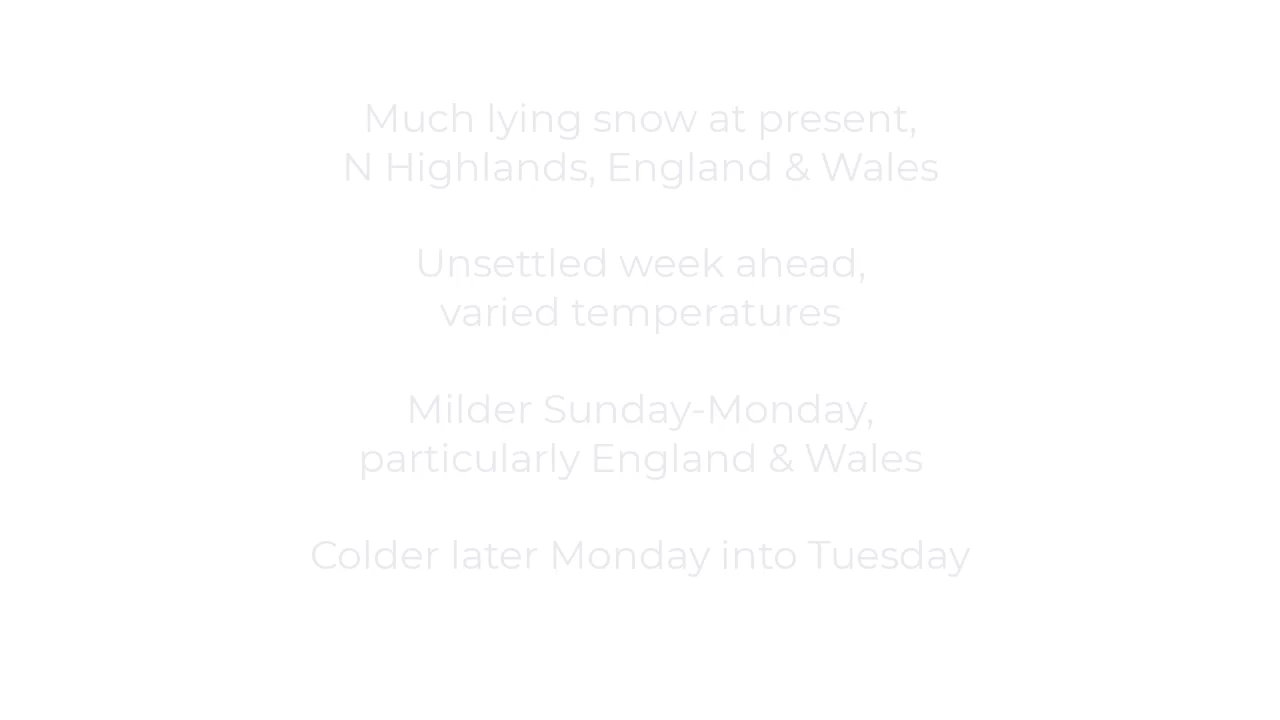 Much lying snow at present,
N Highlands, England & Wales
Unsettled week ahead,
varied temperatures
Milder Sunday-Monday,
particularly England & Wales
Colder later Monday into Tuesday